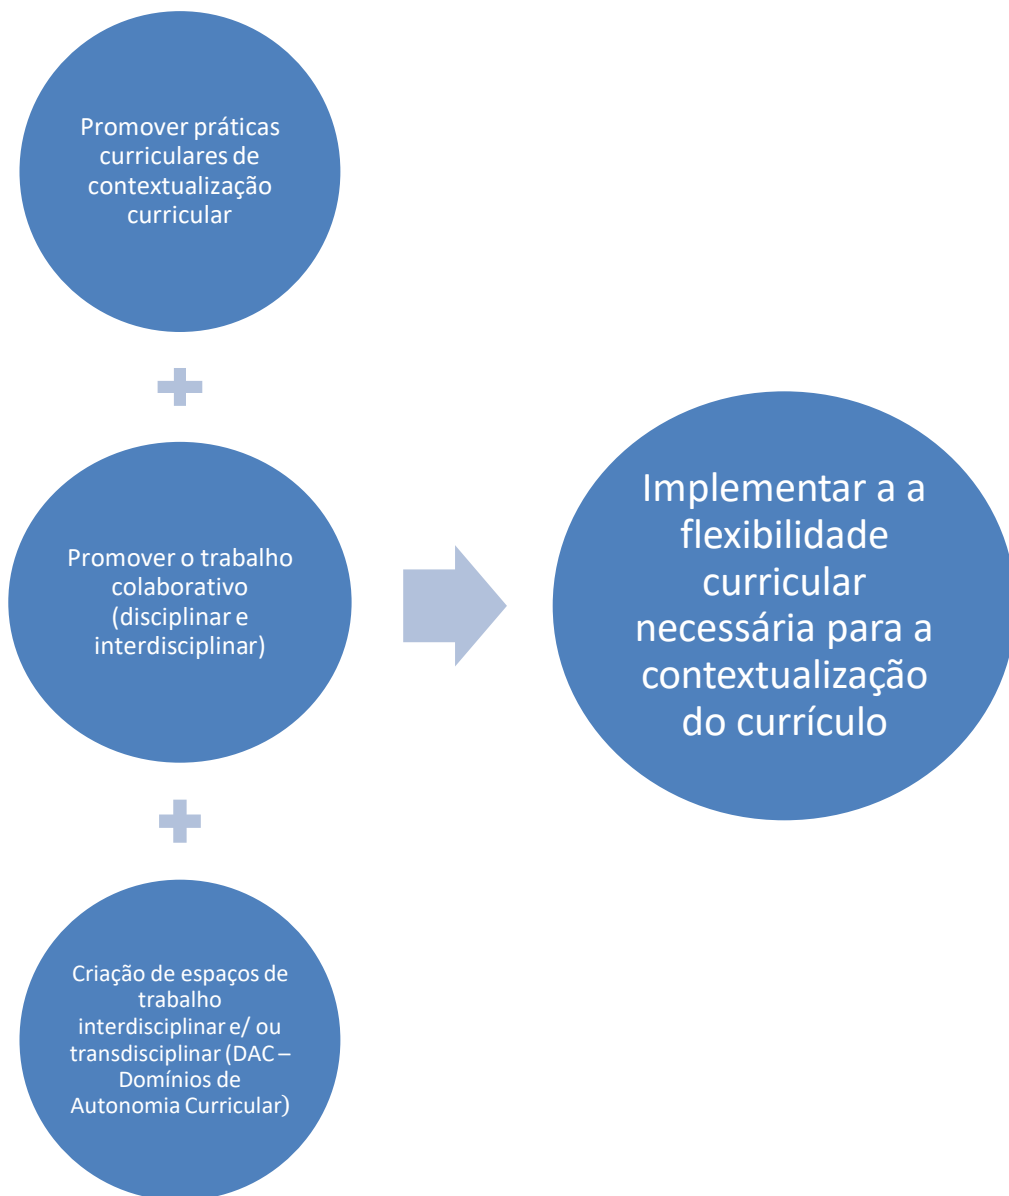 Promover práticas
curriculares de
contextualização
curricular
Promover o trabalho
colaborativo
(disciplinar e
interdisciplinar)
Criação de espaços de
trabalho
interdisciplinar e/ ou
transdisciplinar (DAC –
Domínios de
Autonomia Curricular)
Implementar a a
flexibilidade
curricular
necessária para a
contextualização
do currículo